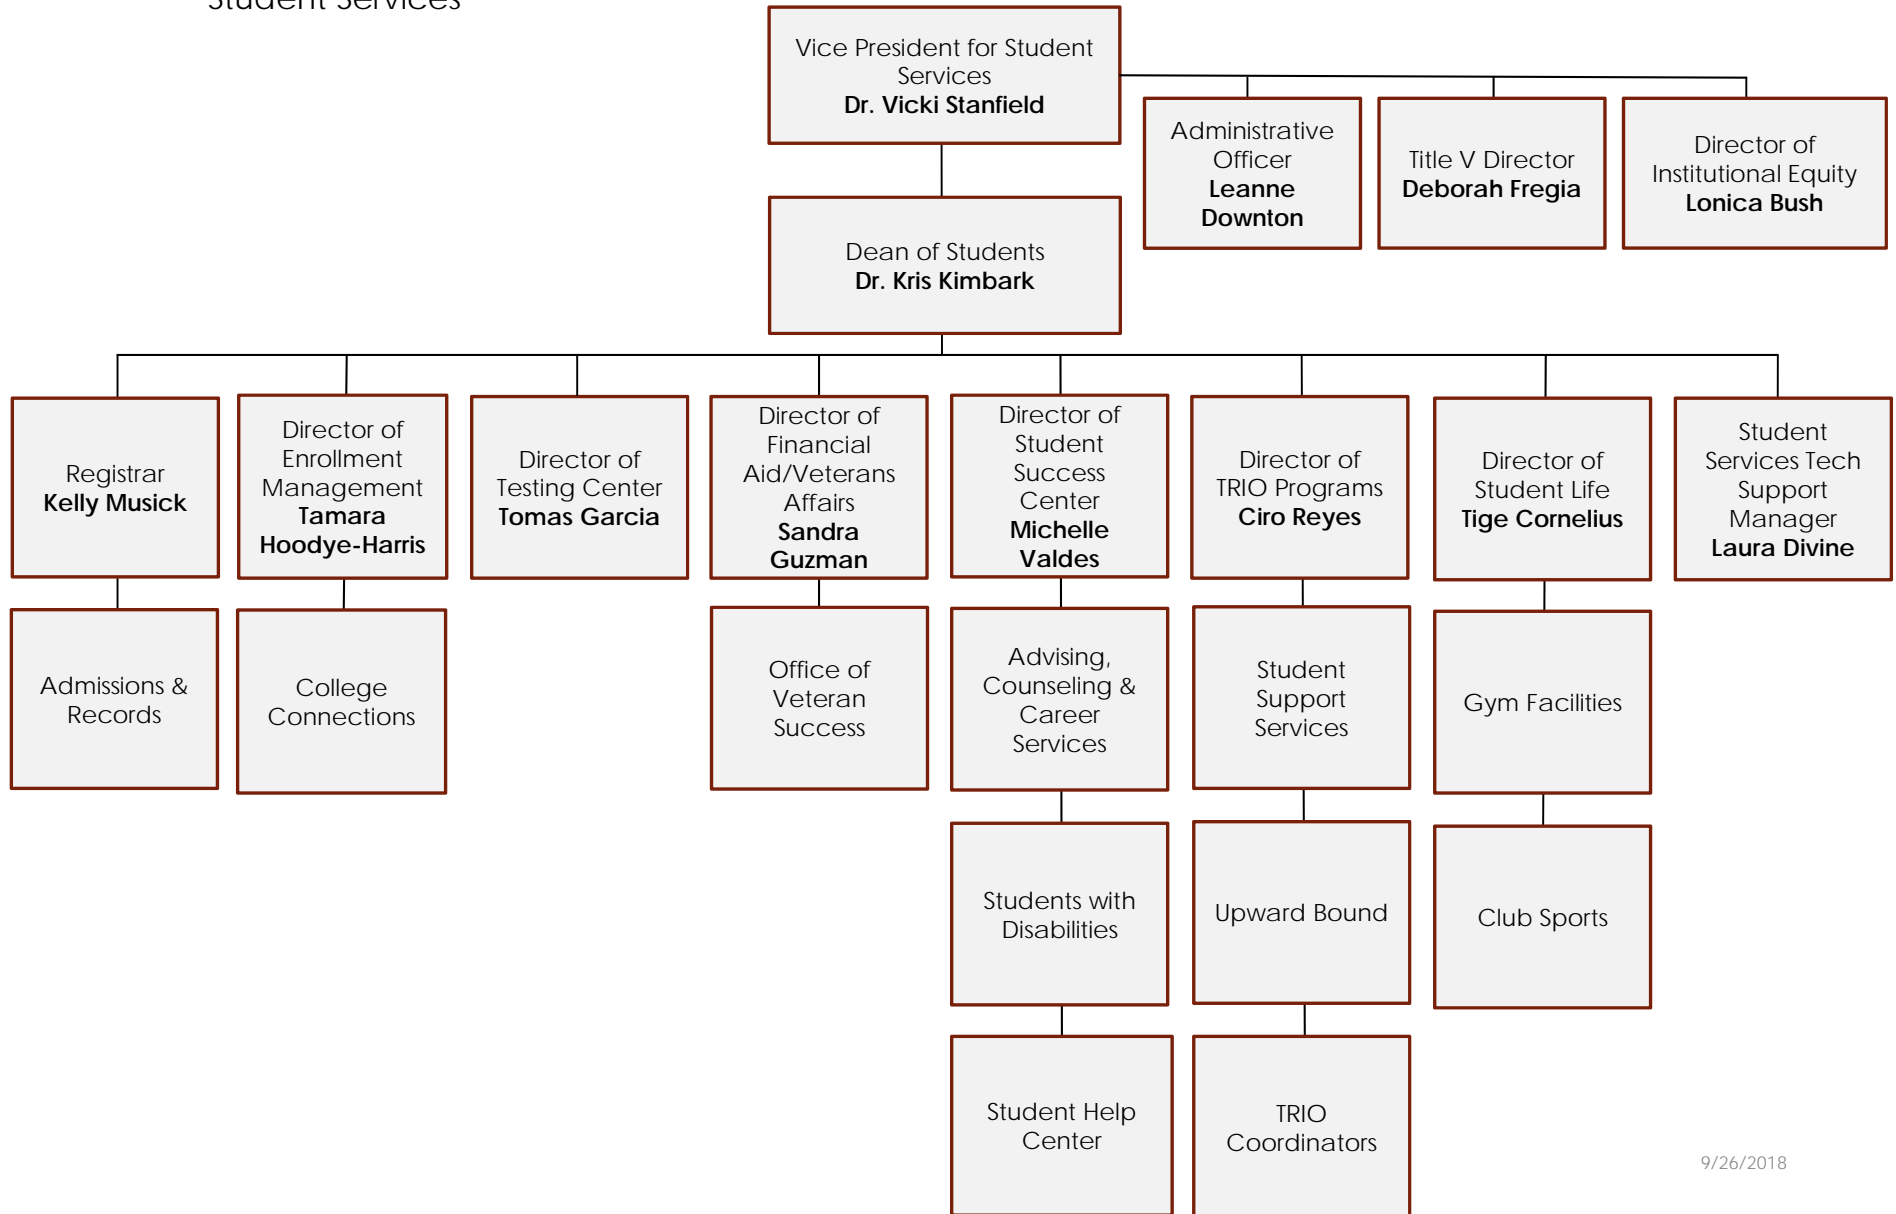 Student Services
Vice President for Student
Services
Dr. Vicki Stanfield
Administrative
Officer
Leanne
Downton
Title V Director
Deborah Fregia
Director of
Institutional Equity
Lonica Bush
Dean of Students
Dr. Kris Kimbark
Registrar
Kelly Musick
Director of
Enrollment
Management
Tamara
Hoodye-Harris
Director of
Testing Center
Tomas Garcia
Director of
Financial
Aid/Veterans
Affairs
Sandra
Guzman
Director of
Student
Success
Center
Michelle
Valdes
Director of
TRIO Programs
Ciro Reyes
Director of
Student Life
Tige Cornelius
Student
Services Tech
Support
Manager
Laura Divine
Admissions &
Records
College
Connections
Office of
Veteran
Success
Advising,
Counseling &
Career
Services
Student
Support
Services
Gym Facilities
Students with
Disabilities
Upward Bound
Club Sports
Student Help
Center
TRIO
Coordinators
9/26/2018